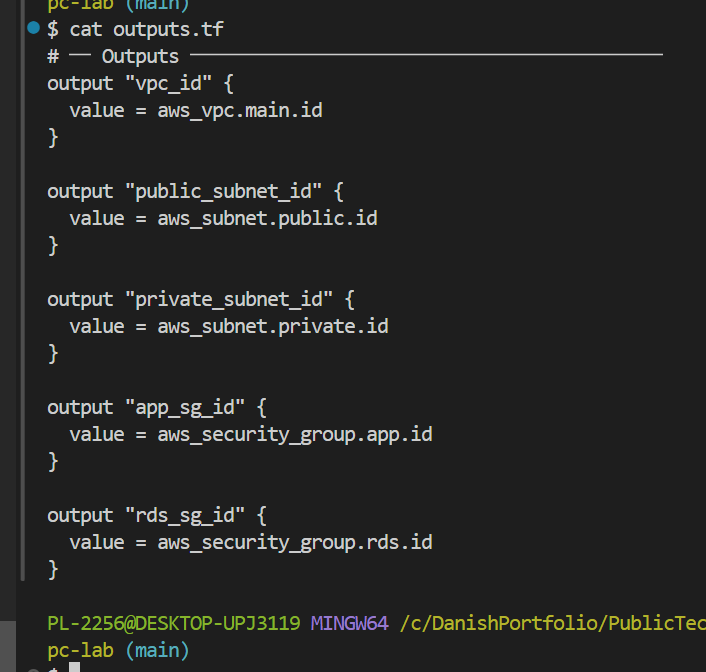 pc-lab (main)
$ cat outputs.tf
# ── Outputs ───────────────────────────────────────────
output "vpc_id" {
  value = aws_vpc.main.id
}

output "public_subnet_id" {
  value = aws_subnet.public.id
}

output "private_subnet_id" {
  value = aws_subnet.private.id
}

output "app_sg_id" {
  value = aws_security_group.app.id
}

output "rds_sg_id" {
  value = aws_security_group.rds.id
}

PL-2256@DESKTOP-UPJ3119 MINGW64 /c/DanishPortfolio/PublicTec
pc-lab (main)
$